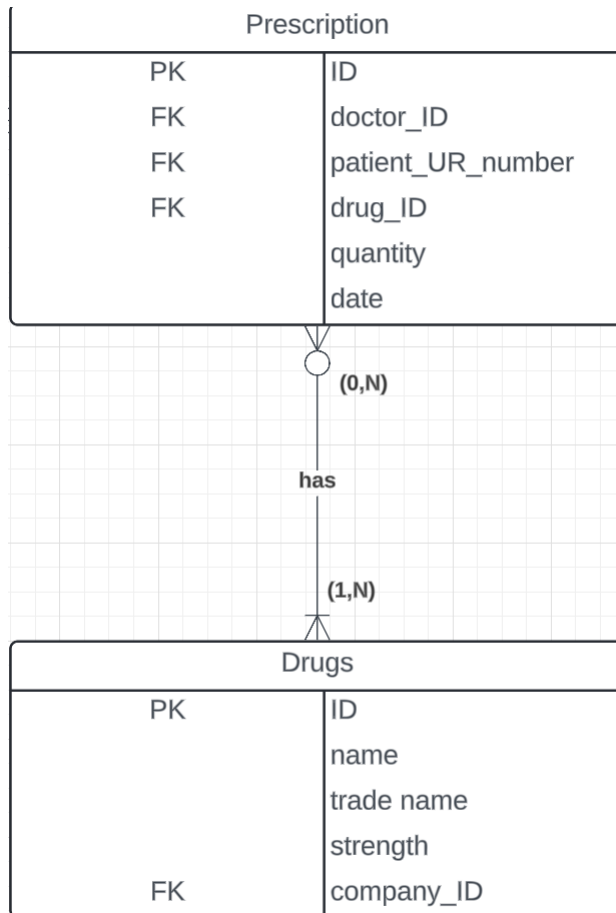 Prescription
PK ID
FK doctor_ID
FK patient_UR_number
FK drug_ID
quantity
date
(0,N)
has
(1,N)
Drugs
PK ID
name
trade name
strength
FK company_ID